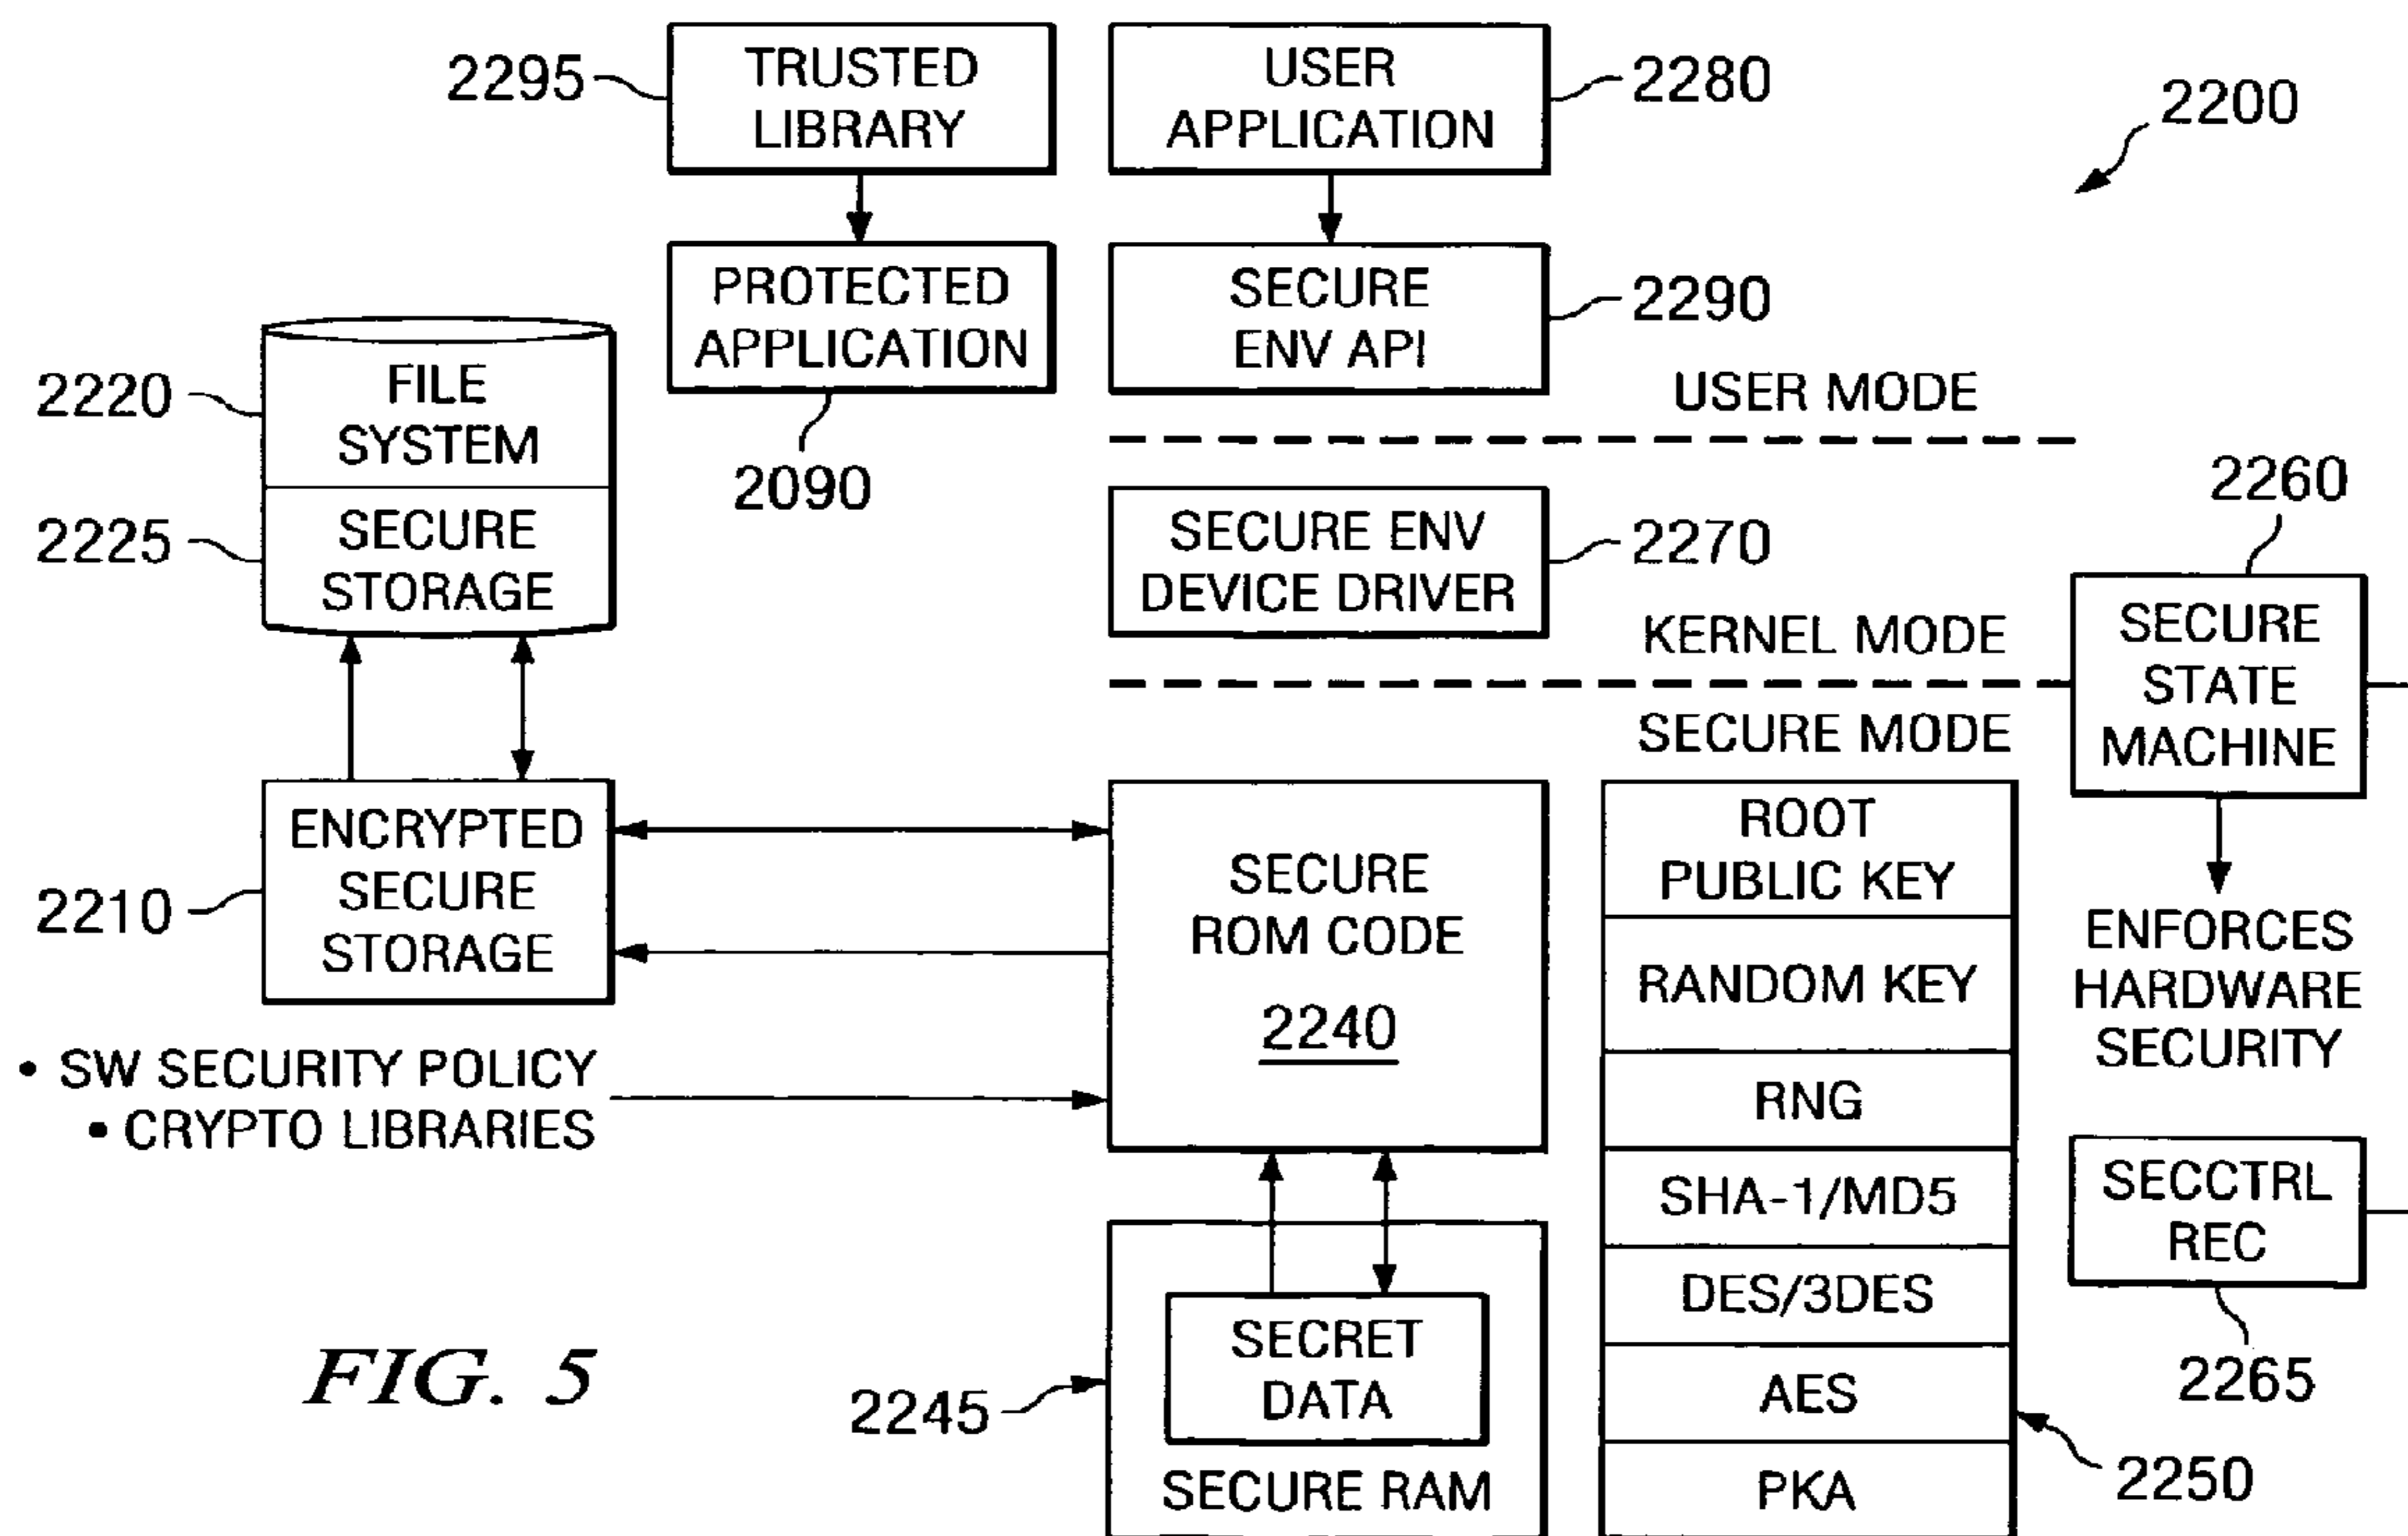 2295
TRUSTED
LIBRARY
USER
APPLICATION
2280
2200
PROTECTED
APPLICATION
2090
SECURE
ENV API
2290
USER MODE
2220
FILE
SYSTEM
2225
SECURE
STORAGE
SECURE ENV
DEVICE DRIVER
2270
KERNEL MODE
SECURE MODE
2260
SECURE
STATE
MACHINE
ENFORCES
HARDWARE
SECURITY
2210
ENCRYPTED
SECURE
STORAGE
• SW SECURITY POLICY
• CRYPTO LIBRARIES
SECURE
ROM CODE
2240
ROOT
PUBLIC KEY
RANDOM KEY
RNG
SHA-1/MD5
DES/3DES
AES
PKA
2250
SECCTRL
REC
2265
2245
SECRET
DATA
SECURE RAM
FIG. 5